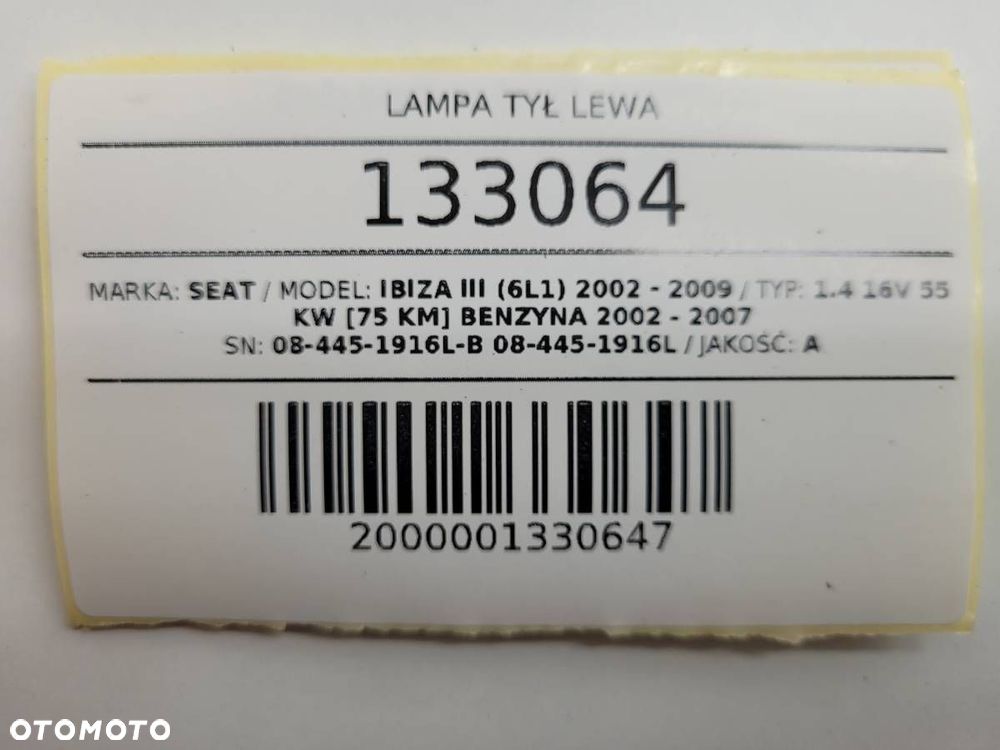 LAMPA TYŁ LEWA
133064
MARKA: SEAT / MODEL: IBIZA III (6L1) 2002 - 2009 / TYP: 1.4 16V 55
KW [75 KM] BENZYNA 2002 - 2007
SN: 08-445-1916L-B 08-445-1916L / JAKOŚĆ: A
2000001330647
OTOMOTO